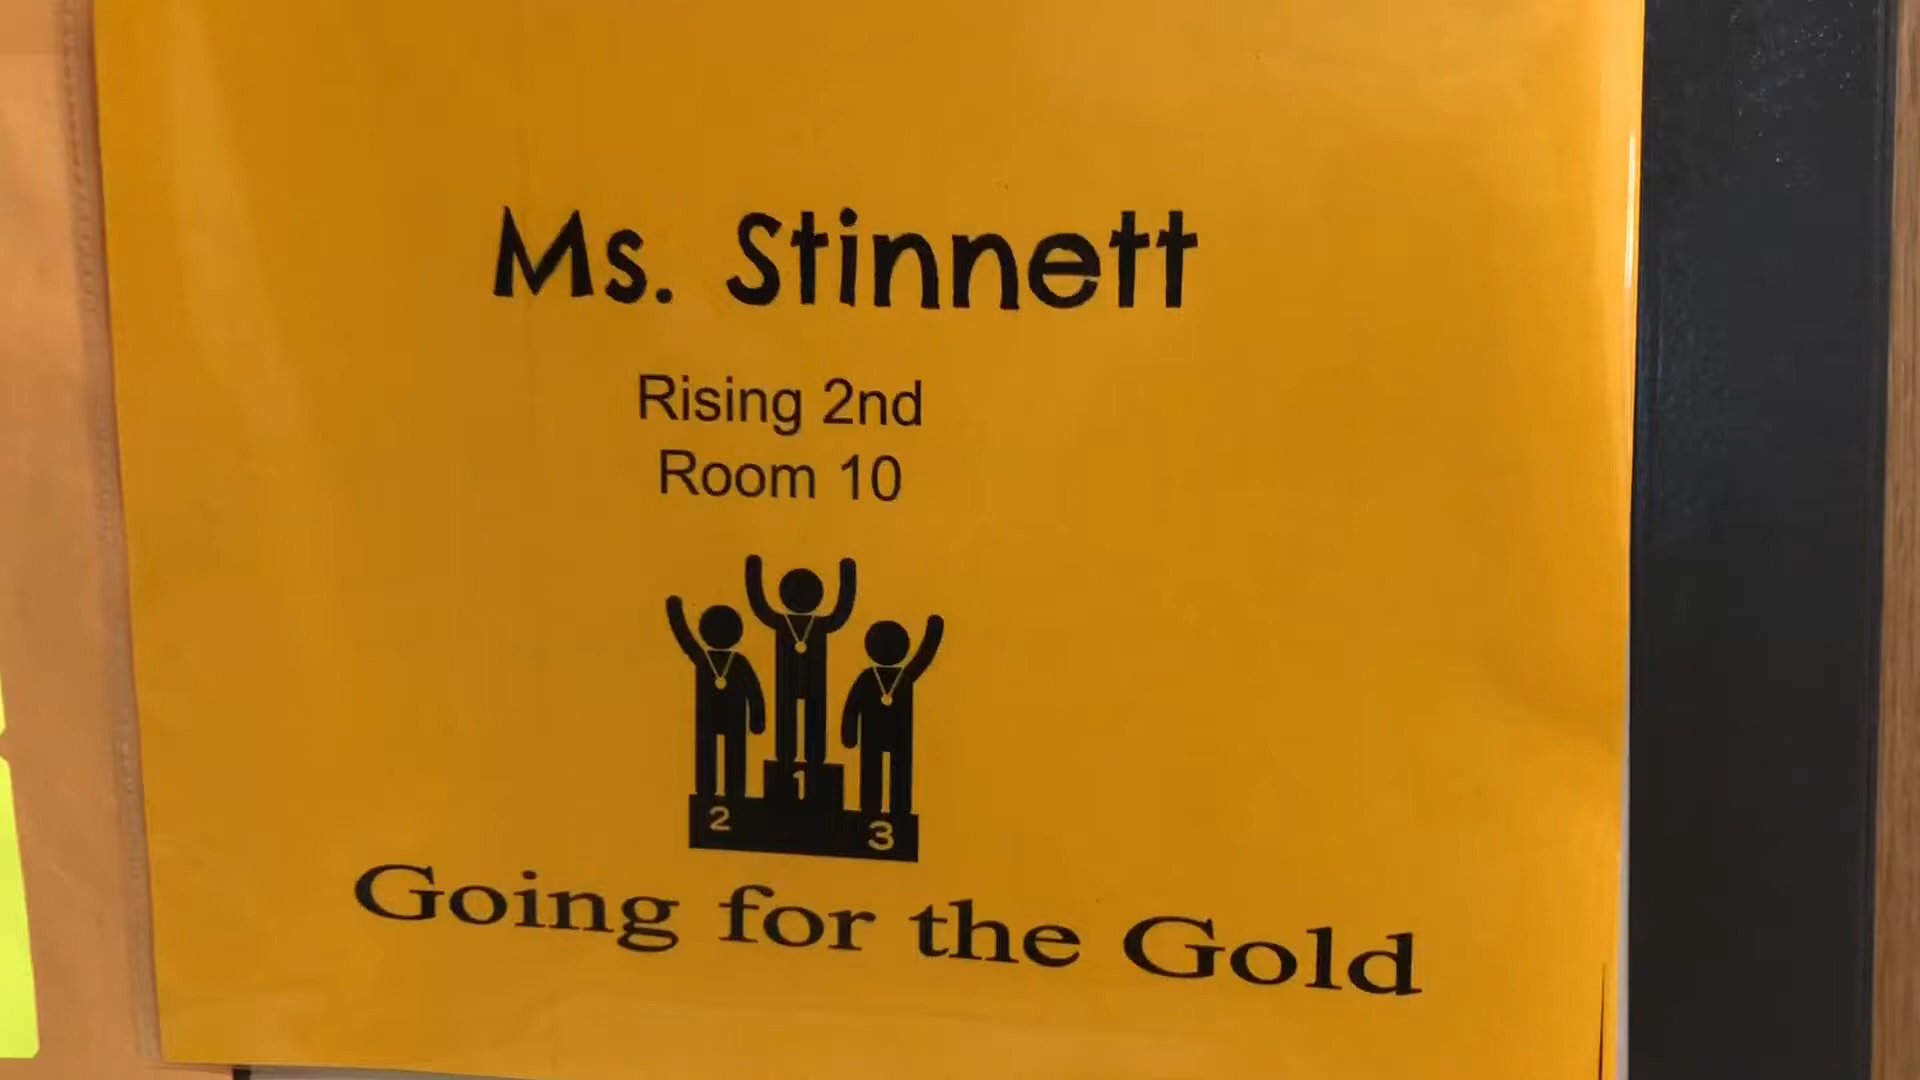 Ms. Stinnett
Rising 2nd
Room 10
1
2
3
Going for the Gold